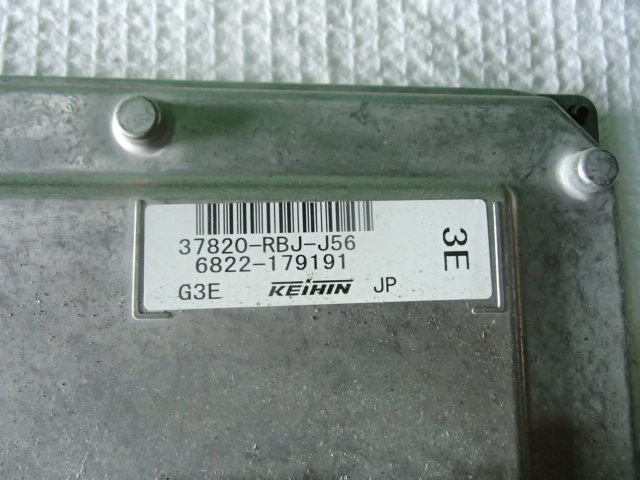 37820-RBJ-J56
6822-179191
G3E KEIHIN JP
3E